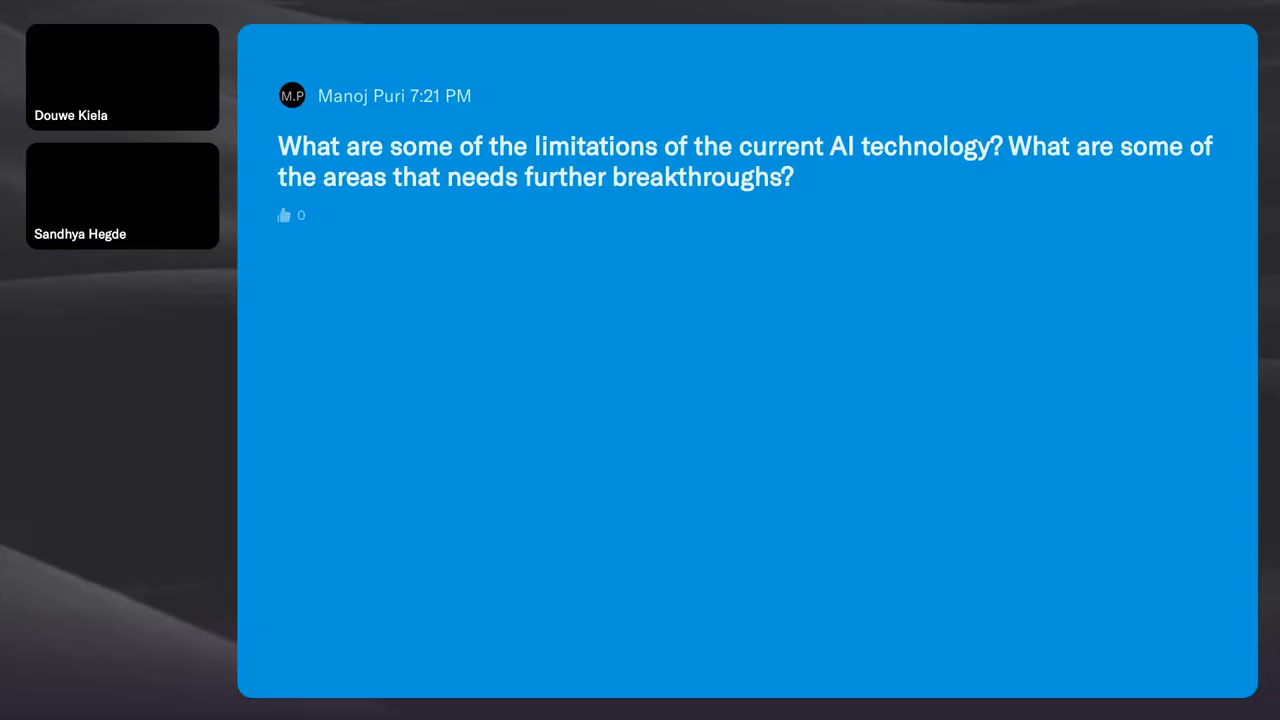 Douwe Kiela
Sandhya Hegde
M.P
Manoj Puri 7:21 PM
What are some of the limitations of the current AI technology? What are some of
the areas that needs further breakthroughs?
0